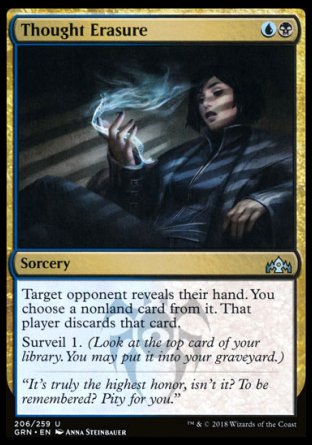 Thought Erasure
Sorcery
Target opponent reveals their hand. You
choose a nonland card from it. That
player discards that card.
Surveil 1. (Look at the top card of your
library. You may put it into your graveyard.)
"It's truly the highest honor, isn't it? To be
remembered? Pity for you."
206/259 U
GRN • EN Anna Steinbauer
™ & © 2018 Wizards of the Coast